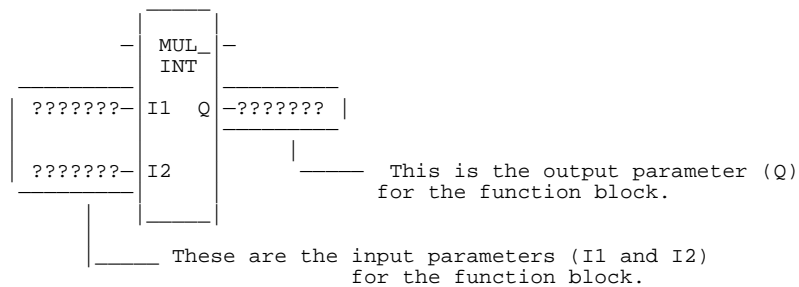 MUL_
INT
??????? I1 Q ???????
??????? I2
This is the output parameter (Q)
for the function block.
These are the input parameters (I1 and I2)
for the function block.